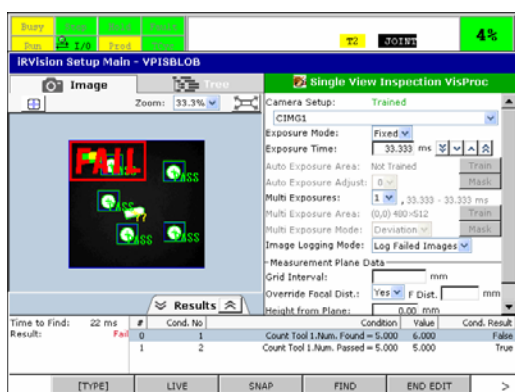 Busy Step Hold Fault
Run I/O Prod TCyc
T2 JOINT 4%
iRVision Setup Main - VPISBLOB
Image Tree
Zoom: 33.3%
FAIL
PASS
PASS
PASS
PASS
PASS
Results
Single View Inspection VisProc
Camera Setup: Trained
CIMG1
Exposure Mode: Fixed
Exposure Time: 33.333 ms
Auto Exposure Area: Not Trained Train
Auto Exposure Adjust: 0 Mask
Multi Exposures: 1 , 33.333 - 33.333 ms
Multi Exposure Area: (0,0) 480×512 Train
Multi Exposure Mode: Deviation Mask
Image Logging Mode: Log Failed Images
Measurement Plane Data
Grid Interval: mm
Override Focal Dist.: Yes F Dist. mm
Height from Plane: 0.00 mm
Time to Find: 22 ms
Result: Fail
# Cond. No Condition Value Cond. Result
0 1 Count Tool 1.Num. Found = 5.000 6.000 False
1 2 Count Tool 1.Num. Passed = 5.000 5.000 True
[TYPE] LIVE SNAP FIND END EDIT >